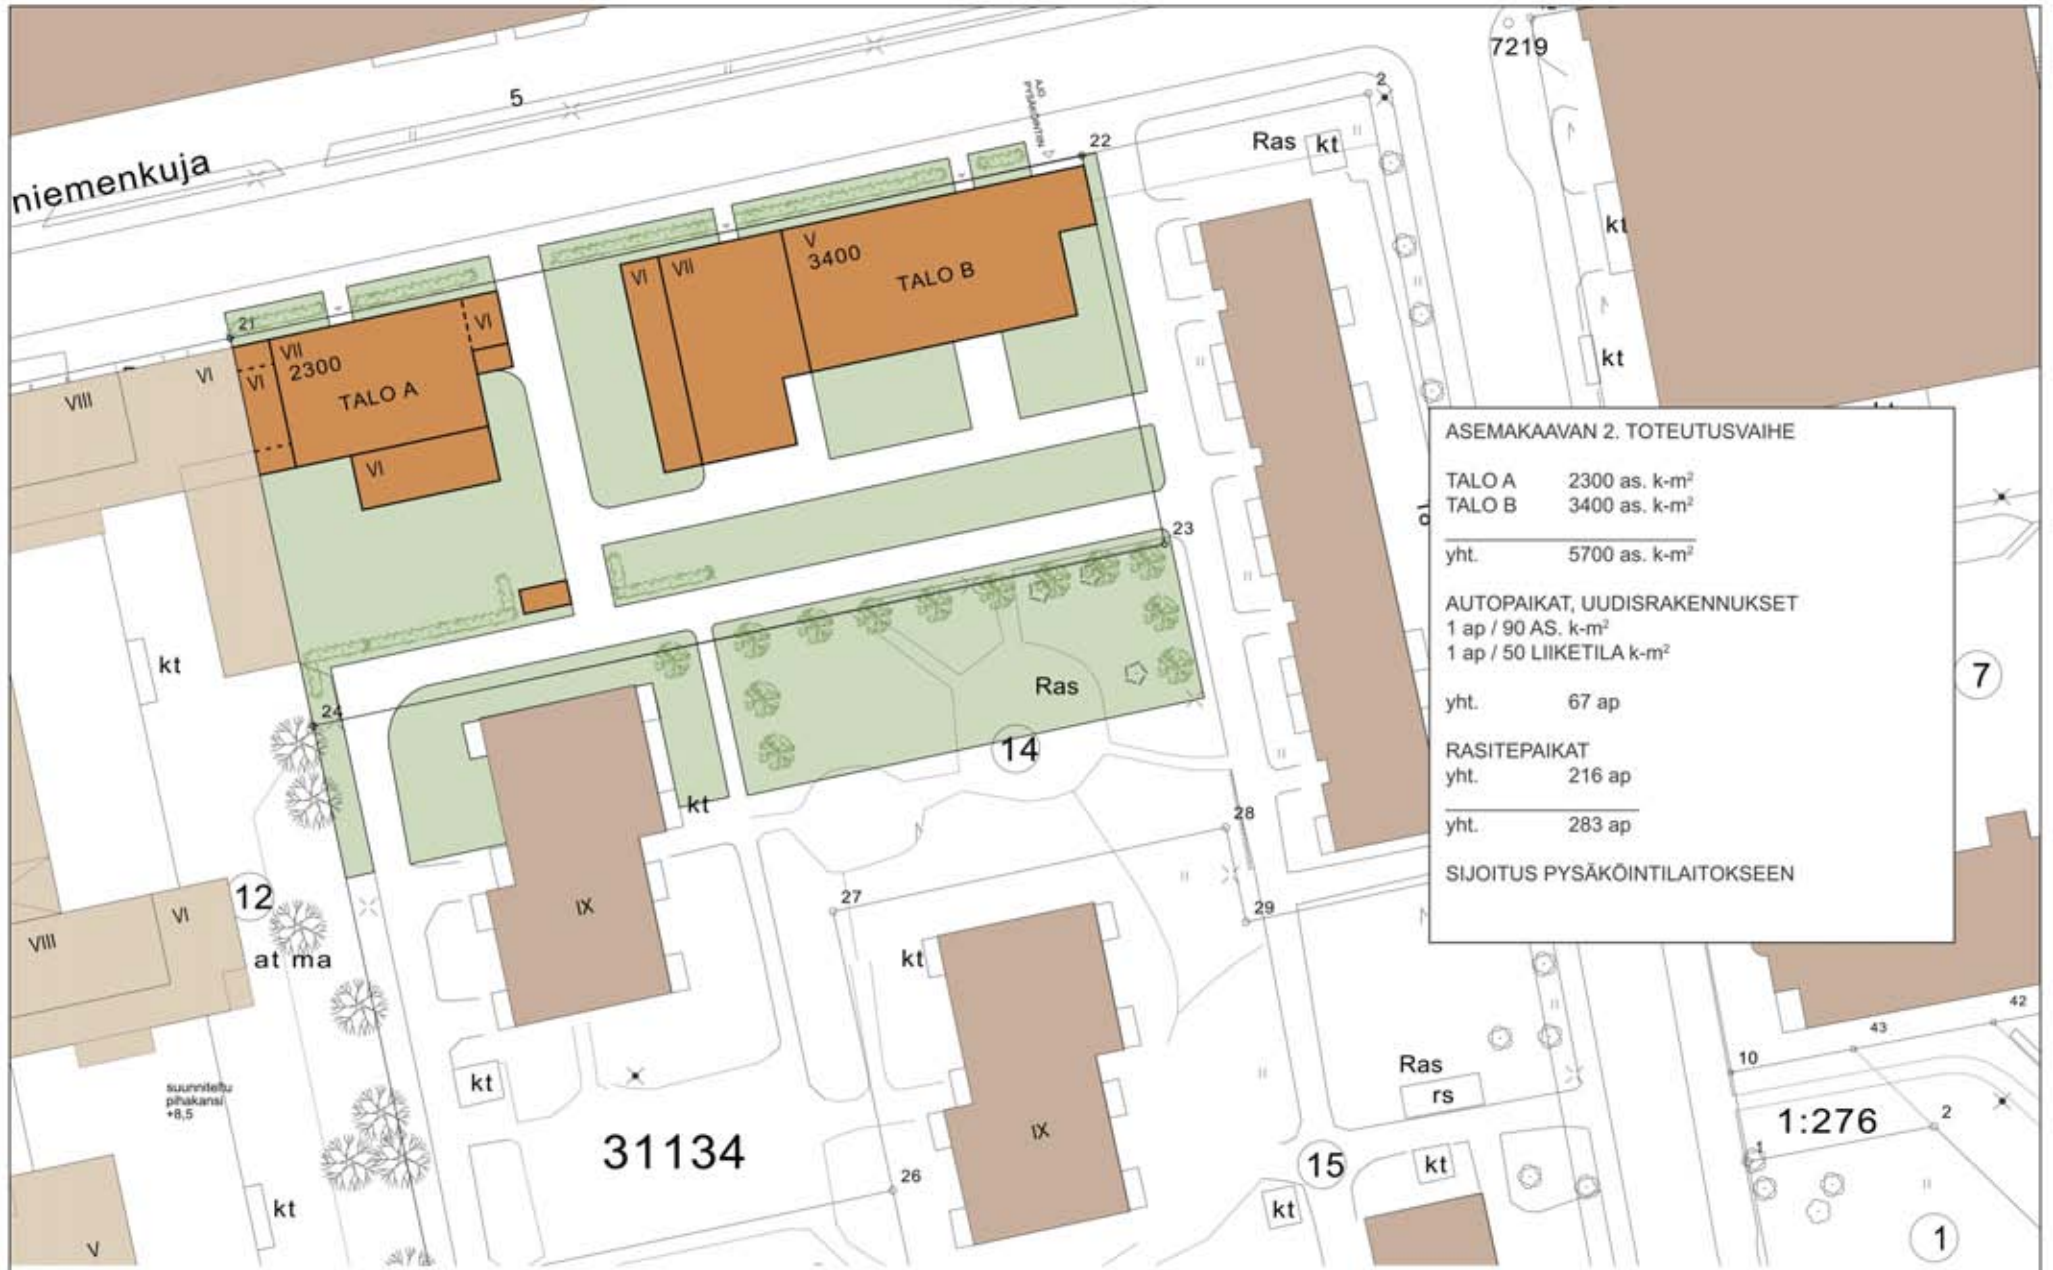 12
7219
5
2
AJO
PYSÄKÖINTIIN
22
Ras kt
niemenkuja
kt
V
3400
TALO B
VI
VII
21
VI
VII
2300
VI
TALO A
VI
VI
VIII
kt
VI
23
24
kt
Ras
14
kt
7
ASEMAKAAVAN 2. TOTEUTUSVAIHE
TALO A 2300 as. k-m²
TALO B 3400 as. k-m²
yht. 5700 as. k-m²
AUTOPAIKAT, UUDISRAKENNUKSET
1 ap / 90 AS. k-m²
1 ap / 50 LIIKETILA k-m²
yht. 67 ap
RASITEPAIKAT
yht. 216 ap
yht. 283 ap
SIJOITUS PYSÄKÖINTILAITOKSEEN
28
27
29
12
VI
VIII
IX
at ma
kt
42
43
10
kt
Ras
rs
suunniteltu
pihakansi
+8,5
IX
1:276
2
1
31134
15
kt
26
kt
kt
V
1